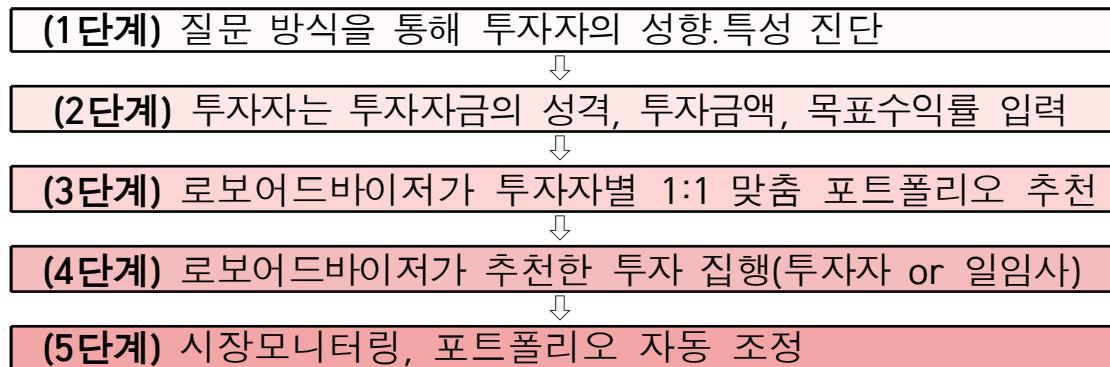 (1단계) 질문 방식을 통해 투자자의 성향.특성 진단
⇩
(2단계) 투자자는 투자자금의 성격, 투자금액, 목표수익률 입력
⇩
(3단계) 로보어드바이저가 투자자별 1:1 맞춤 포트폴리오 추천
⇩
(4단계) 로보어드바이저가 추천한 투자 집행(투자자 or 일임사)
⇩
(5단계) 시장모니터링, 포트폴리오 자동 조정